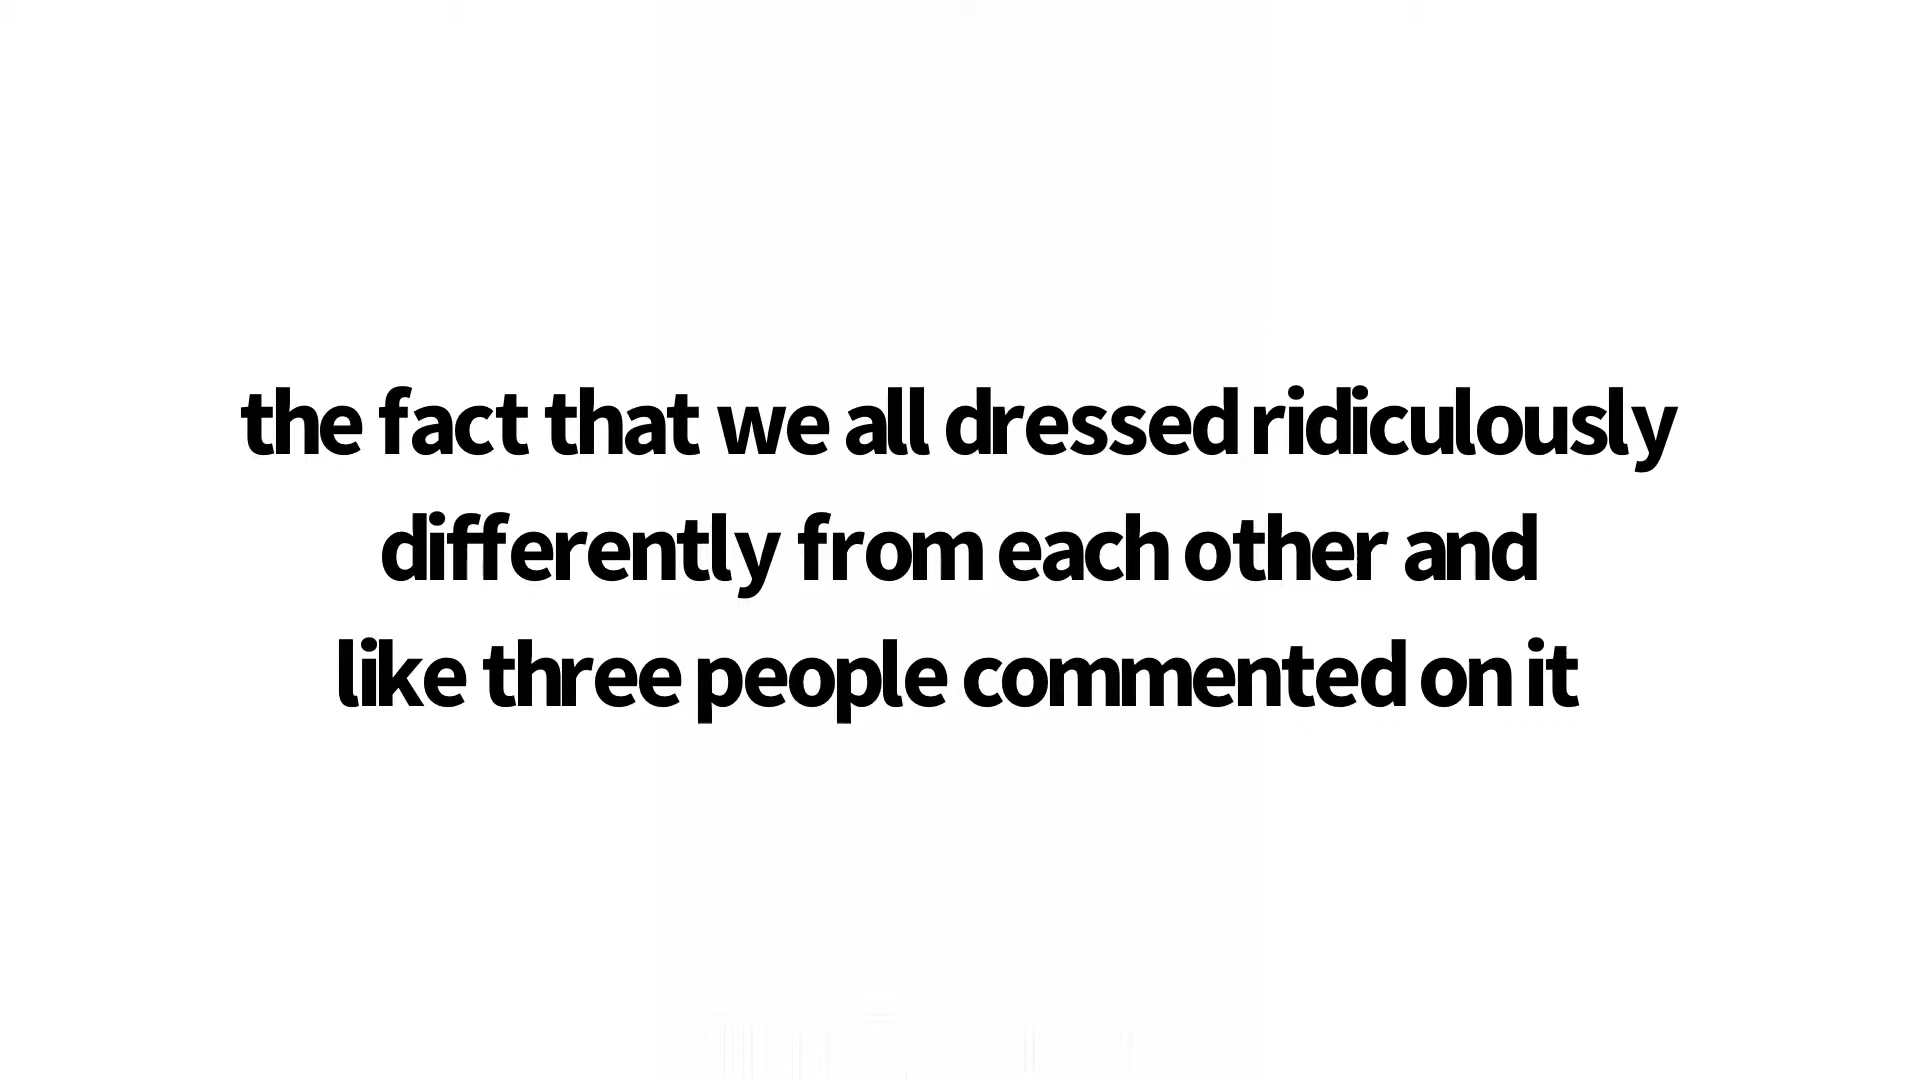 the fact that we all dressed ridiculously
differently from each other and
like three people commented on it